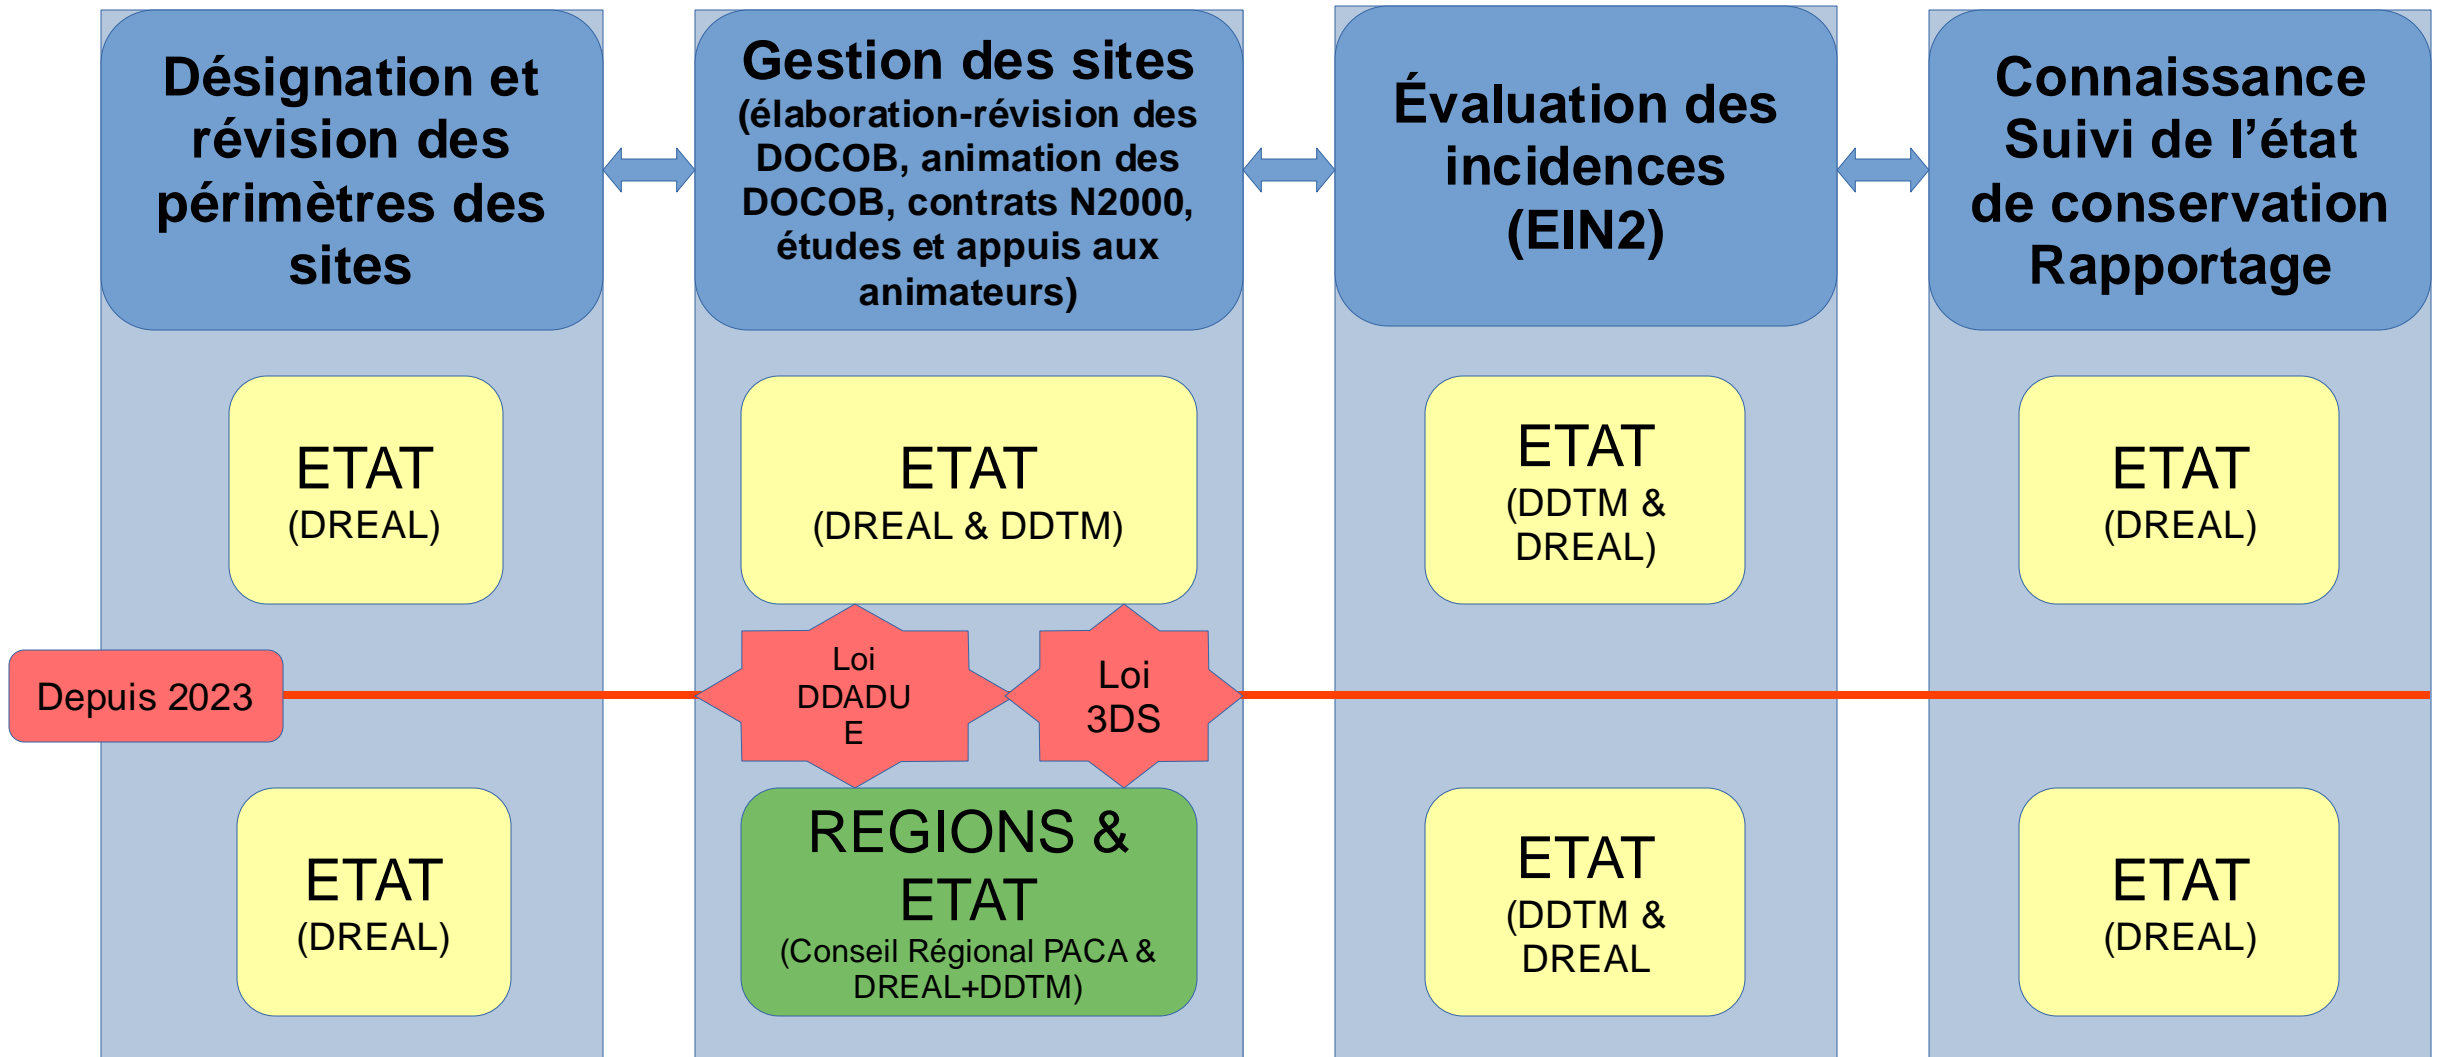 Désignation et
révision des
périmètres des
sites
Gestion des sites
(élaboration-révision des
DOCOB, animation des
DOCOB, contrats N2000,
études et appuis aux
animateurs)
Évaluation des
incidences
(EIN2)
Connaissance
Suivi de l’état
de conservation
Rapportage
ETAT
(DREAL)
ETAT
(DREAL & DDTM)
ETAT
(DDTM &
DREAL)
ETAT
(DREAL)
Depuis 2023
Loi
DDADU
E
Loi
3DS
ETAT
(DREAL)
REGIONS &
ETAT
(Conseil Régional PACA &
DREAL+DDTM)
ETAT
(DDTM &
DREAL
ETAT
(DREAL)